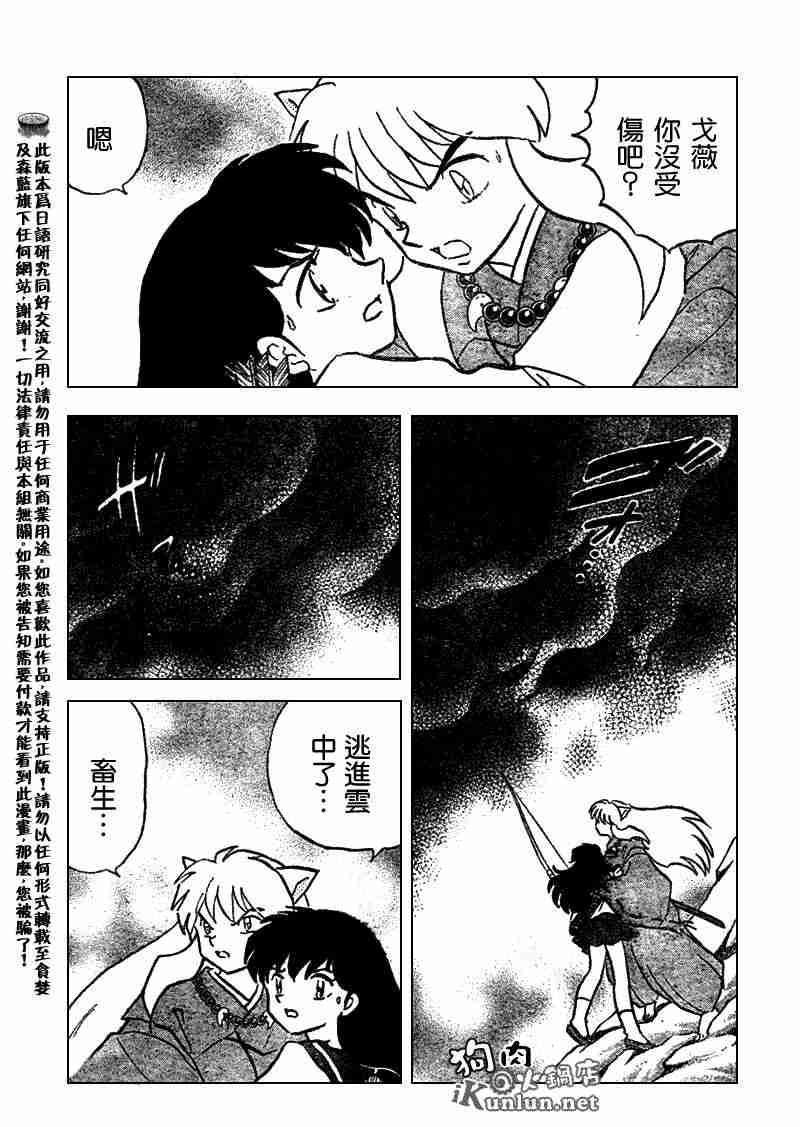 戈薇
你沒受
傷吧?
嗯
逃進雲
中了…
畜生…
此版本爲日語研究同好交流之用,請勿用于任何商業用途。如您喜歡此作品,請支持正版!請勿以任何形式轉載至貪婪
及森藍旗下任何網站,謝謝!一切法律責任與本組無關。如果您被告知需要付款才能看到此漫畫,那麼,您被騙了!
狗肉
火鍋店
iKunlun.net